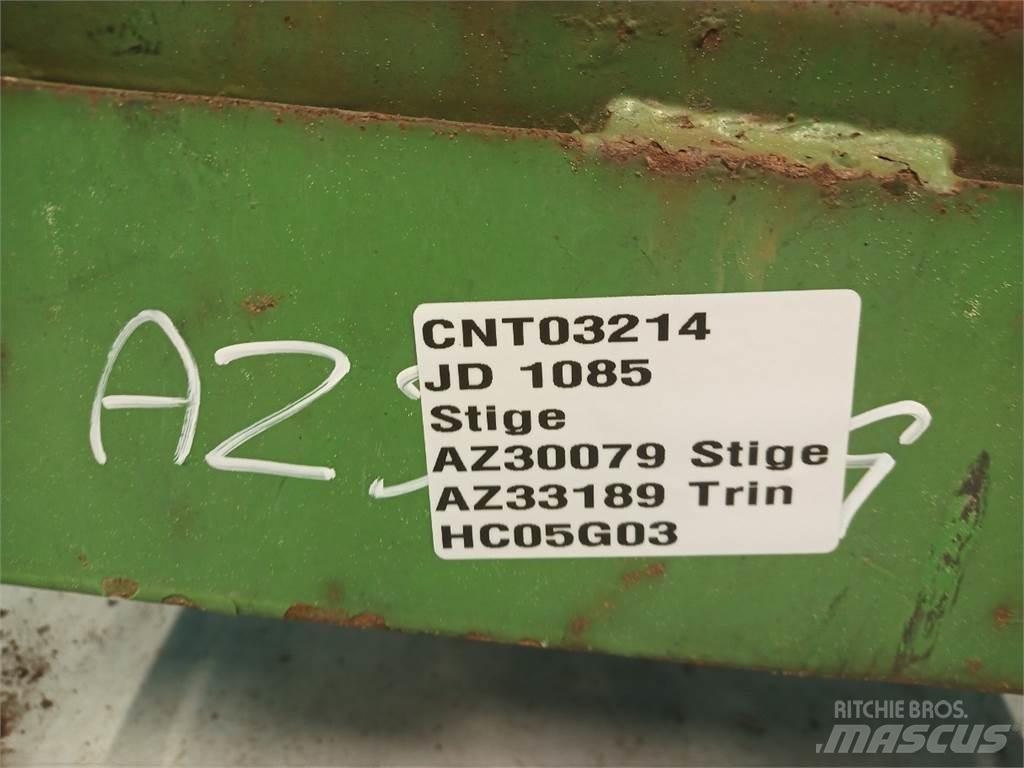 AZ
CNT03214
JD 1085
Stige
AZ30079 Stige
AZ33189 Trin
HC05G03
RITCHIE BROS.
MASCUS